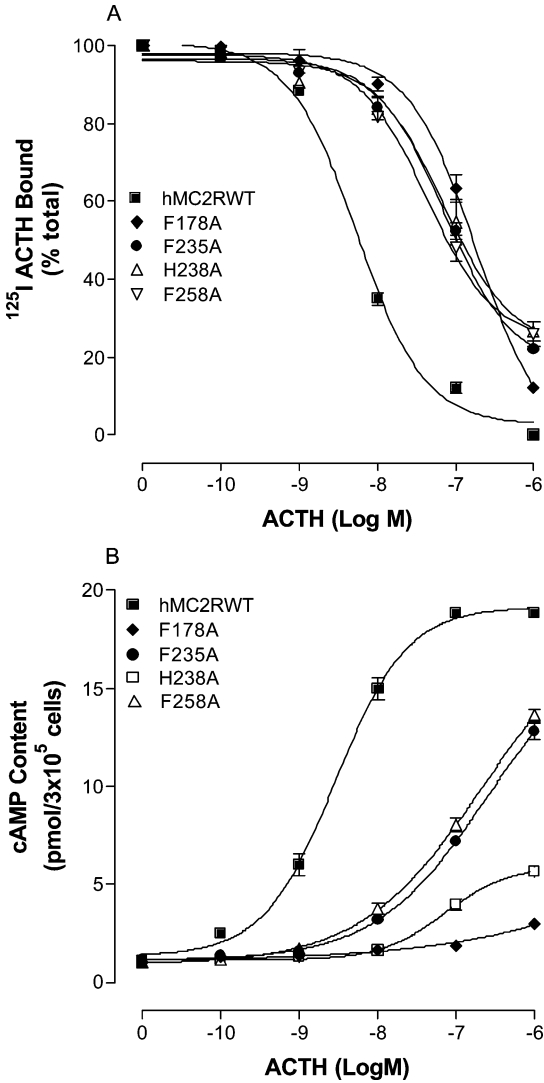 A
100
80
60
40
20
0
¹²⁵I ACTH Bound
(% total)
hMC2RWT
F178A
F235A
H238A
F258A
0 -10 -9 -8 -7 -6
ACTH (Log M)
B
20
15
10
5
0
cAMP Content
(pmol/3x10⁵ cells)
hMC2RWT
F178A
F235A
H238A
F258A
0 -10 -9 -8 -7 -6
ACTH (LogM)